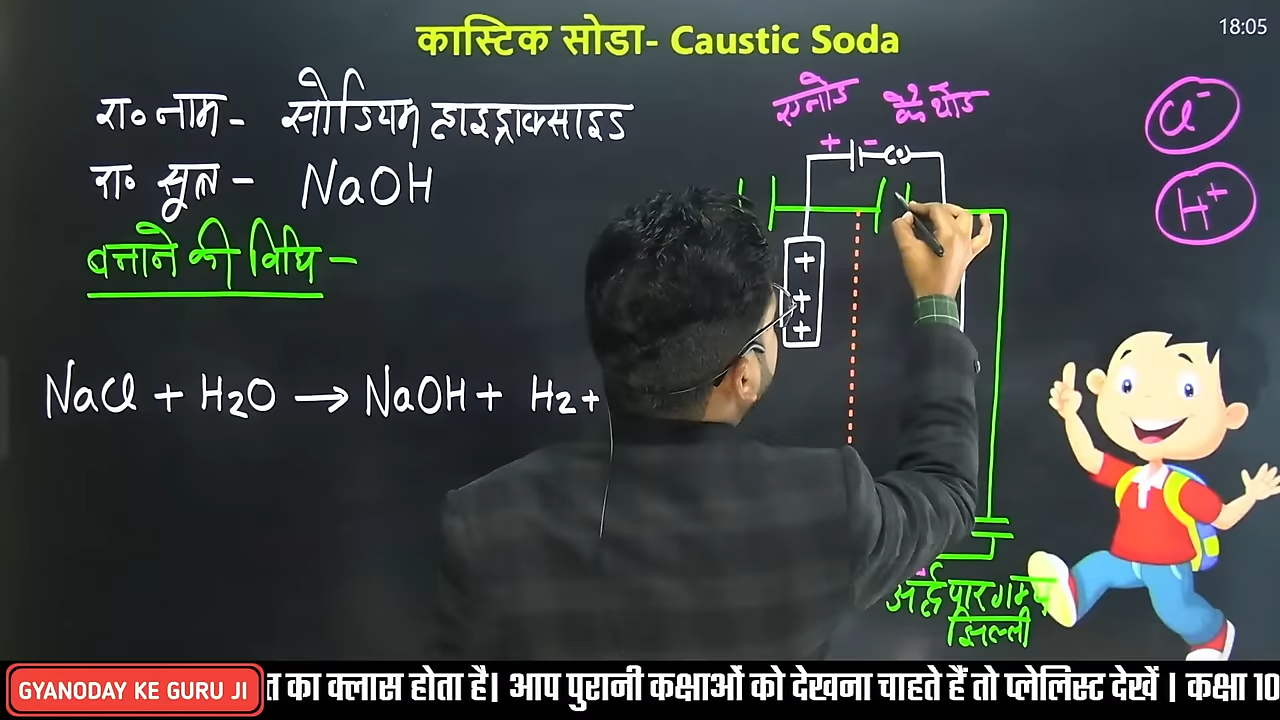 कास्टिक सोडा- Caustic Soda
18:05
रा० नाम- सोडियम हाइड्राक्साइड
रा० सूत्र - NaOH
बनाने की विधि -
NaCl + H2O → NaOH + H2 +
एनोड कैथोड
+ -
Cl-
H+
+
+
+
अर्द्धपारगम्य
झिल्ली
GYANODAY KE GURU JI
त का क्लास होता है| आप पुरानी कक्षाओं को देखना चाहते हैं तो प्लेलिस्ट देखें | कक्षा 10